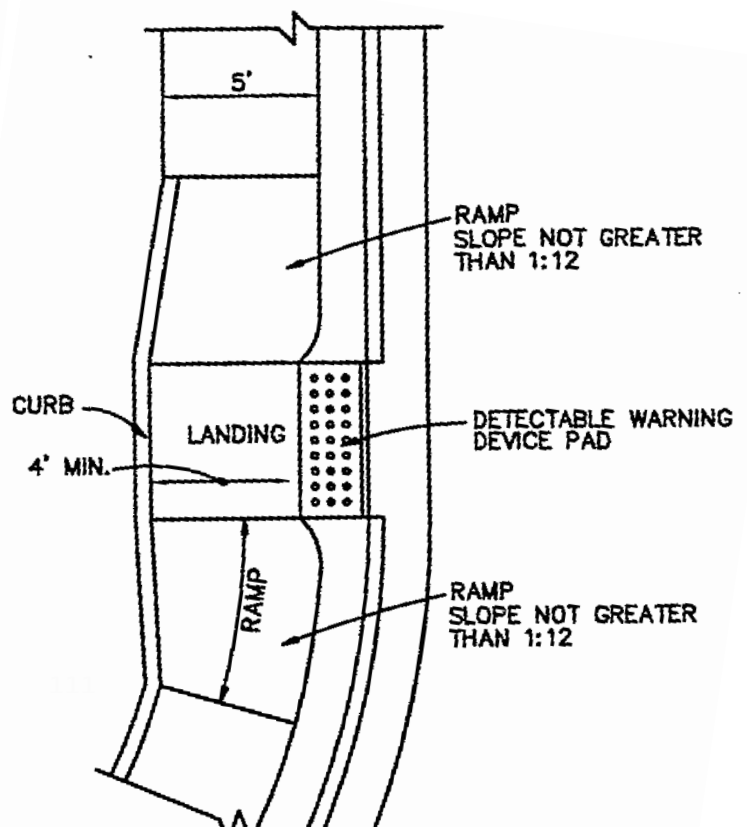 5'
RAMP
SLOPE NOT GREATER
THAN 1:12
CURB
LANDING
DETECTABLE WARNING
DEVICE PAD
4' MIN.
RAMP
RAMP
SLOPE NOT GREATER
THAN 1:12